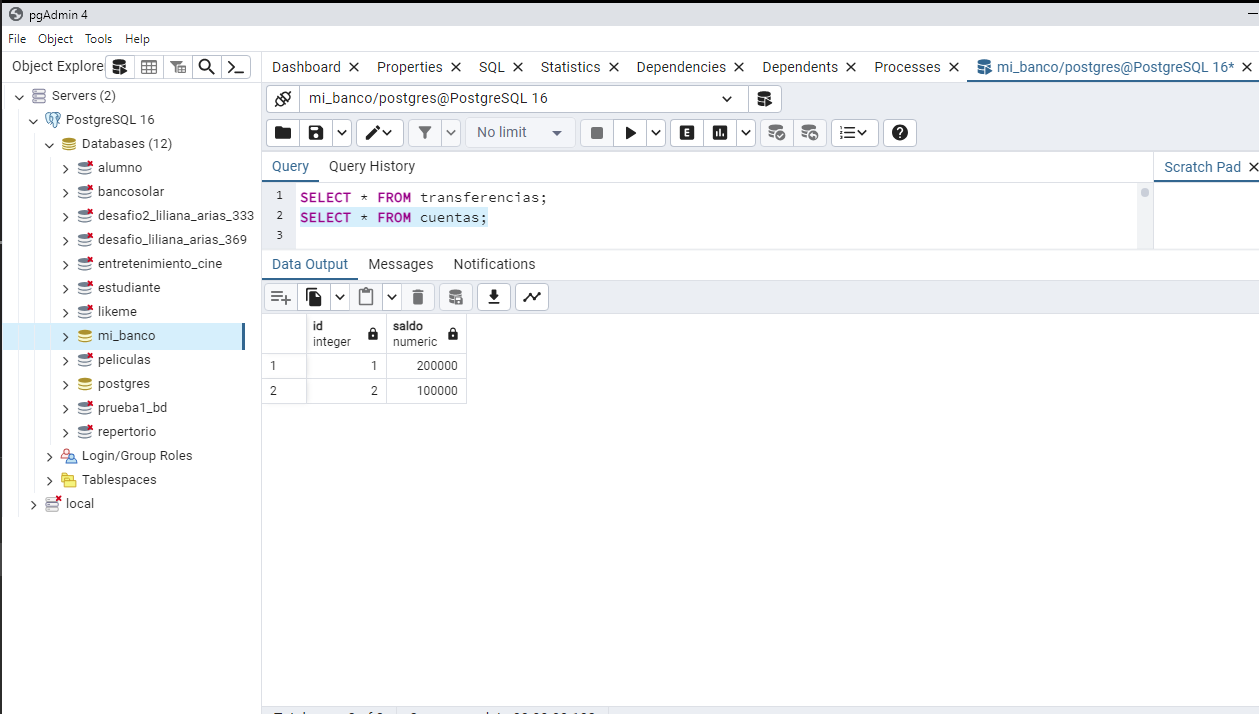 pgAdmin 4
File Object Tools Help
Object Explore
Servers (2)
PostgreSQL 16
Databases (12)
alumno
bancosolar
desafio2_liliana_arias_333
desafio_liliana_arias_369
entretenimiento_cine
estudiante
likeme
mi_banco
peliculas
postgres
prueba1_bd
repertorio
Login/Group Roles
Tablespaces
local
Dashboard Properties SQL Statistics Dependencies Dependents Processes mi_banco/postgres@PostgreSQL 16*
mi_banco/postgres@PostgreSQL 16
No limit E
Query Query History Scratch Pad
1 SELECT * FROM transferencias;
2 SELECT * FROM cuentas;
3
Data Output Messages Notifications
id saldo
integer numeric
1 1 200000
2 2 100000